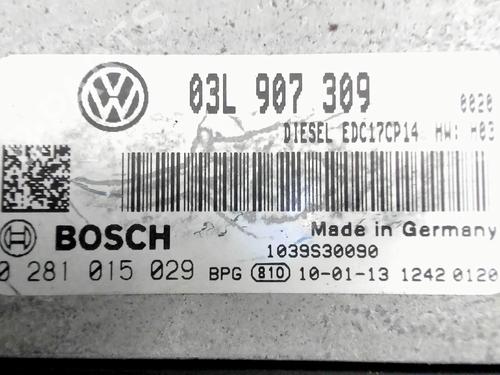 03L 907 309 0020
DIESEL EDC17CP14 HW: H03
BOSCH Made in Germany
1039S30090
0 281 015 029 BPG 810 10-01-13 1242 0120